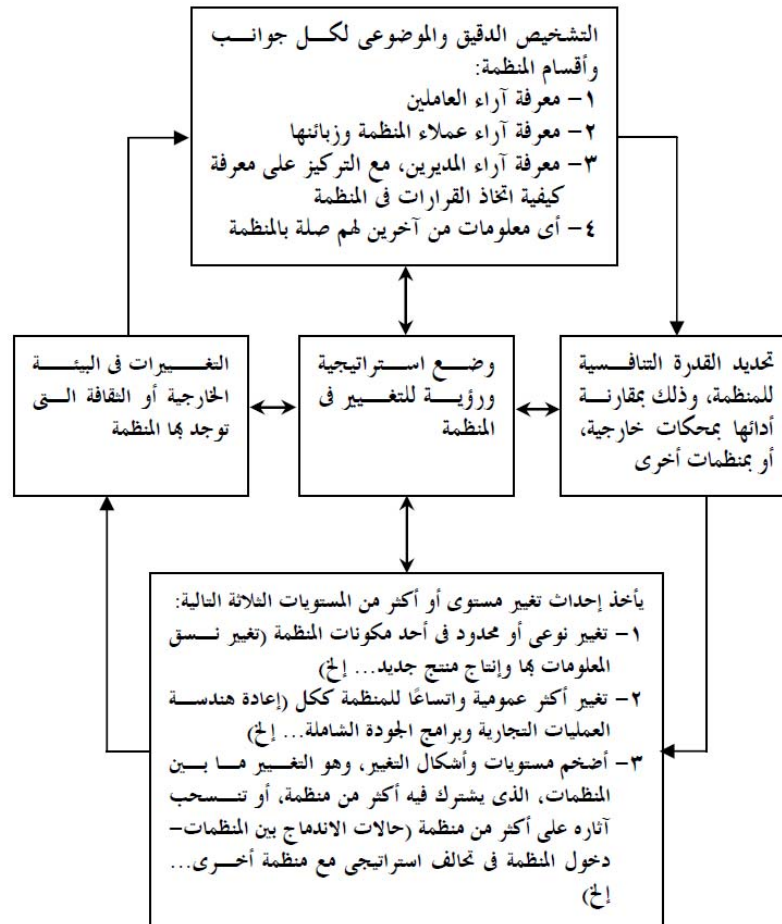 التشخيص الدقيق والموضوعى لكل جوانب
وأقسام المنظمة:
١- معرفة آراء العاملين
٢- معرفة آراء عملاء المنظمة وزبائنها
٣- معرفة آراء المديرين، مع التركيز على معرفة
كيفية اتخاذ القرارات فى المنظمة
٤- أى معلومات من آخرين لهم صلة بالمنظمة
تحديد القدرة التنافسية
للمنظمة، وذلك بمقارنة
أدائها بمحكات خارجية،
أو بمنظمات أخرى
وضع استراتيجية
ورؤية للتغيير فى
المنظمة
التغييرات فى البيئة
الخارجية أو الثقافة التى
توجد بها المنظمة
يأخذ إحداث تغيير مستوى أو أكثر من المستويات الثلاثة التالية:
١- تغيير نوعى أو محدود فى أحد مكونات المنظمة (تغيير نسق
المعلومات بها وإنتاج منتج جديد... إلخ)
٢- تغيير أكثر عمومية واتساعًا للمنظمة ككل (إعادة هندسة
العمليات التجارية وبرامج الجودة الشاملة... إلخ)
٣- أضخم مستويات وأشكال التغيير، وهو التغيير ما بين
المنظمات، الذى يشترك فيه أكثر من منظمة، أو تنسحب
آثاره على أكثر من منظمة (حالات الاندماج بين المنظمات-
دخول المنظمة فى تحالف استراتيجى مع منظمة أخرى...
إلخ)